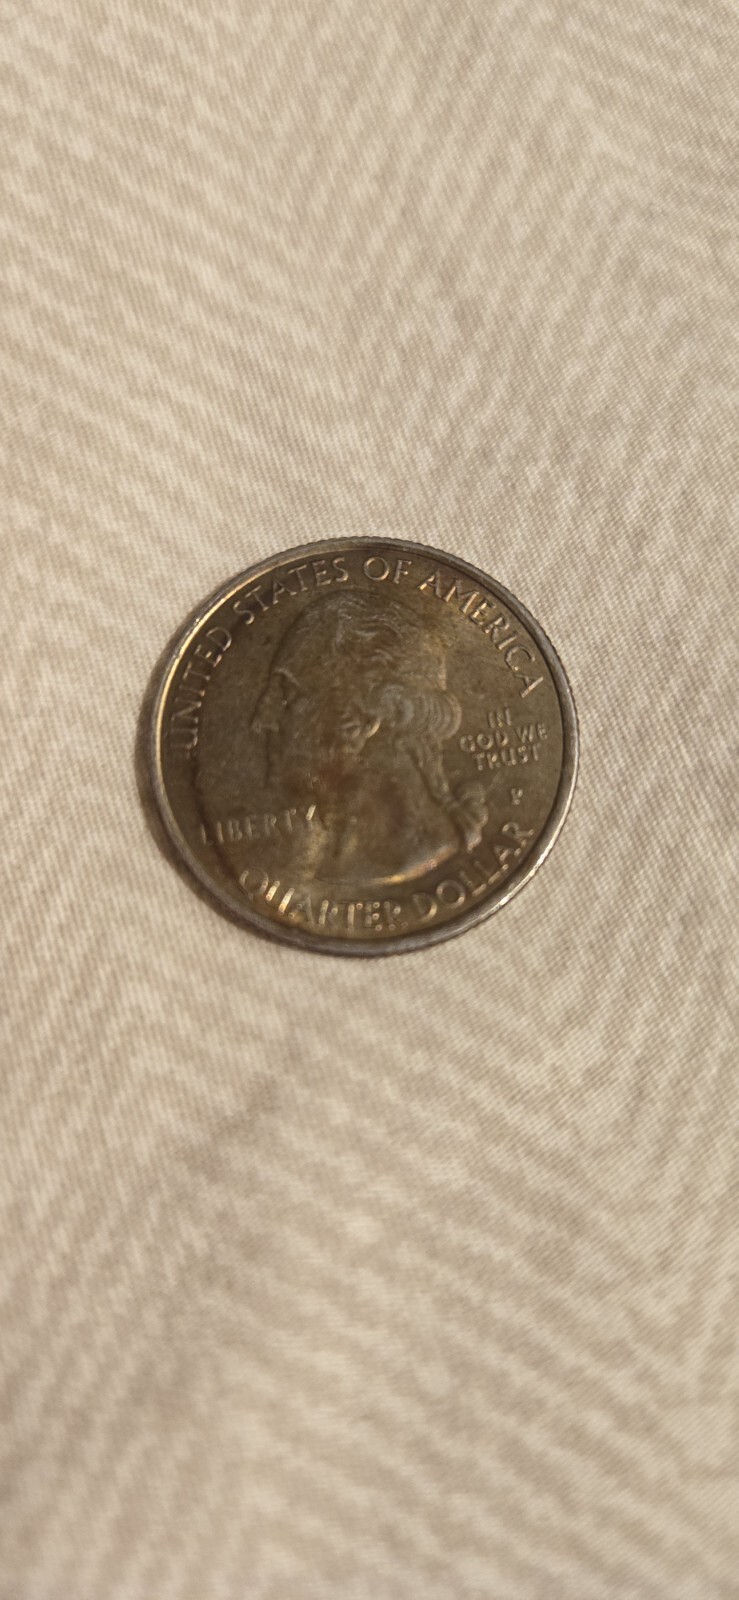 UNITED STATES OF AMERICA
LIBERTY
IN
GOD WE
TRUST
P
QUARTER DOLLAR